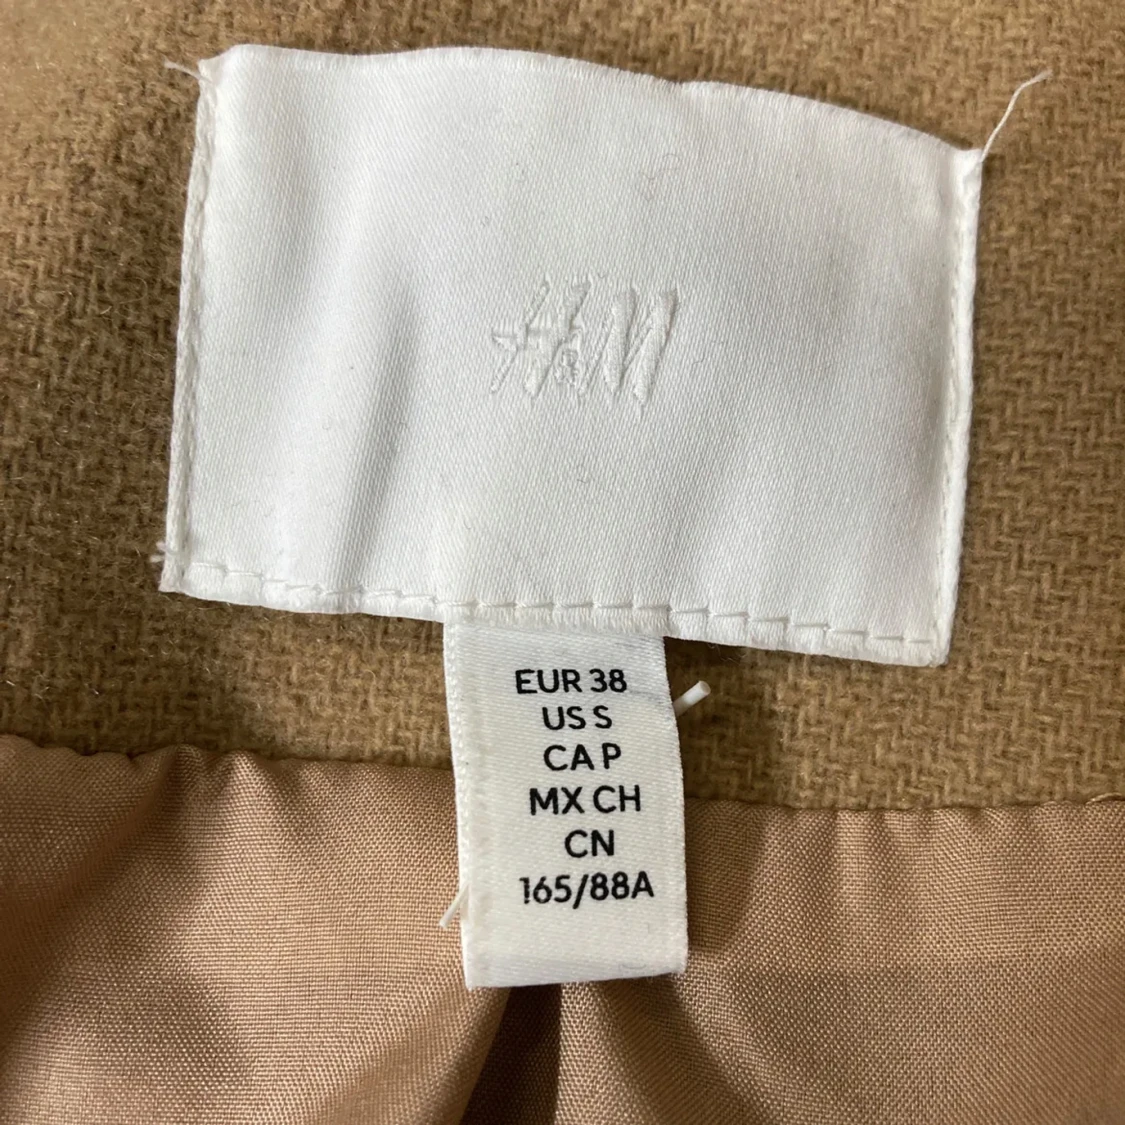 H&M
EUR 38
US S
CA P
MX CH
CN
165/88A